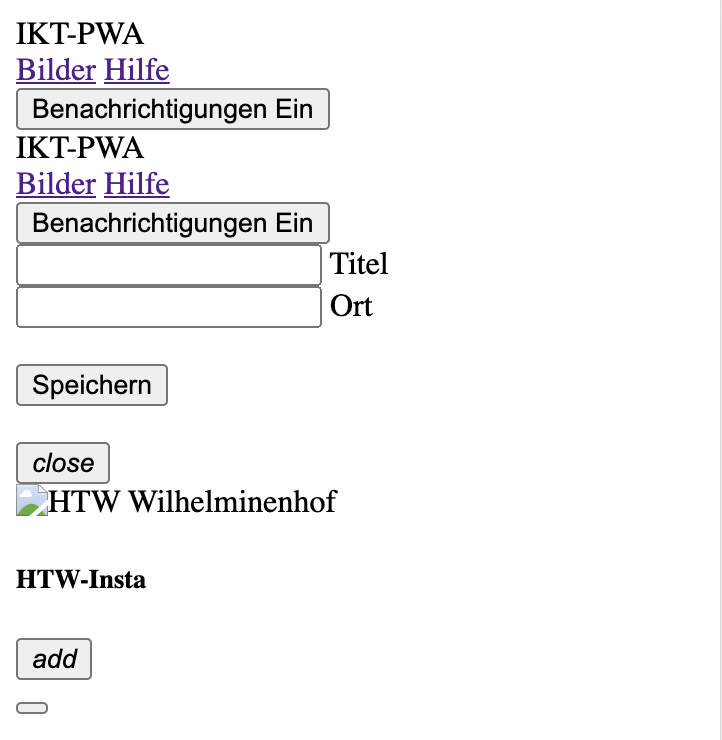 IKT-PWA
Bilder Hilfe
Benachrichtigungen Ein
IKT-PWA
Bilder Hilfe
Benachrichtigungen Ein
Titel
Ort
Speichern
close
HTW Wilhelminenhof
HTW-Insta
add